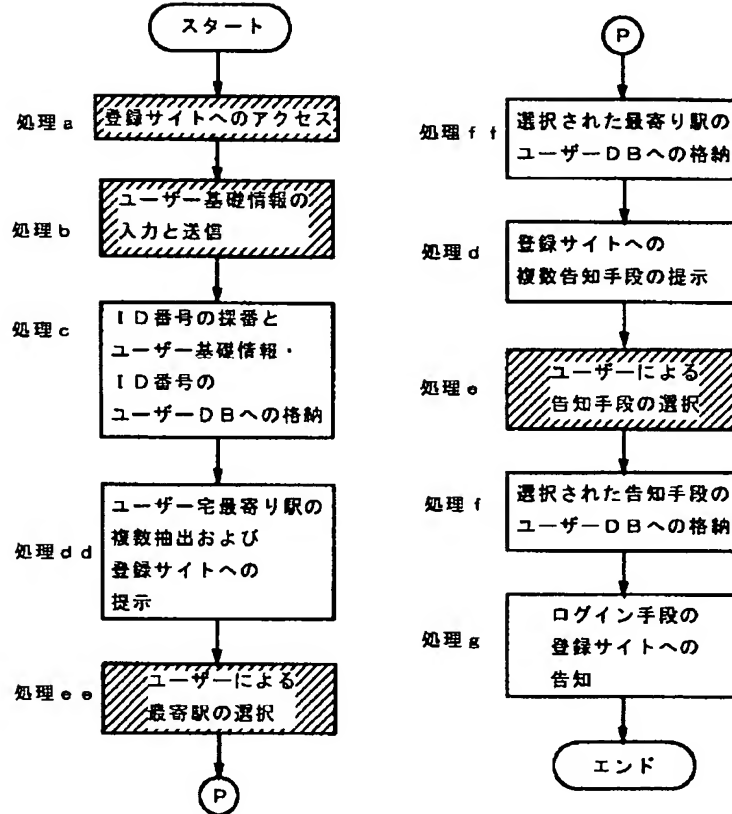 スタート
処理a
登録サイトへのアクセス
処理b
ユーザー基礎情報の
入力と送信
処理c
ID番号の採番と
ユーザー基礎情報・
ID番号の
ユーザーDBへの格納
処理dd
ユーザー宅最寄り駅の
複数抽出および
登録サイトへの
提示
処理ee
ユーザーによる
最寄駅の選択
P
P
処理ff
選択された最寄り駅の
ユーザーDBへの格納
処理d
登録サイトへの
複数告知手段の提示
処理e
ユーザーによる
告知手段の選択
処理f
選択された告知手段の
ユーザーDBへの格納
処理g
ログイン手段の
登録サイトへの
告知
エンド